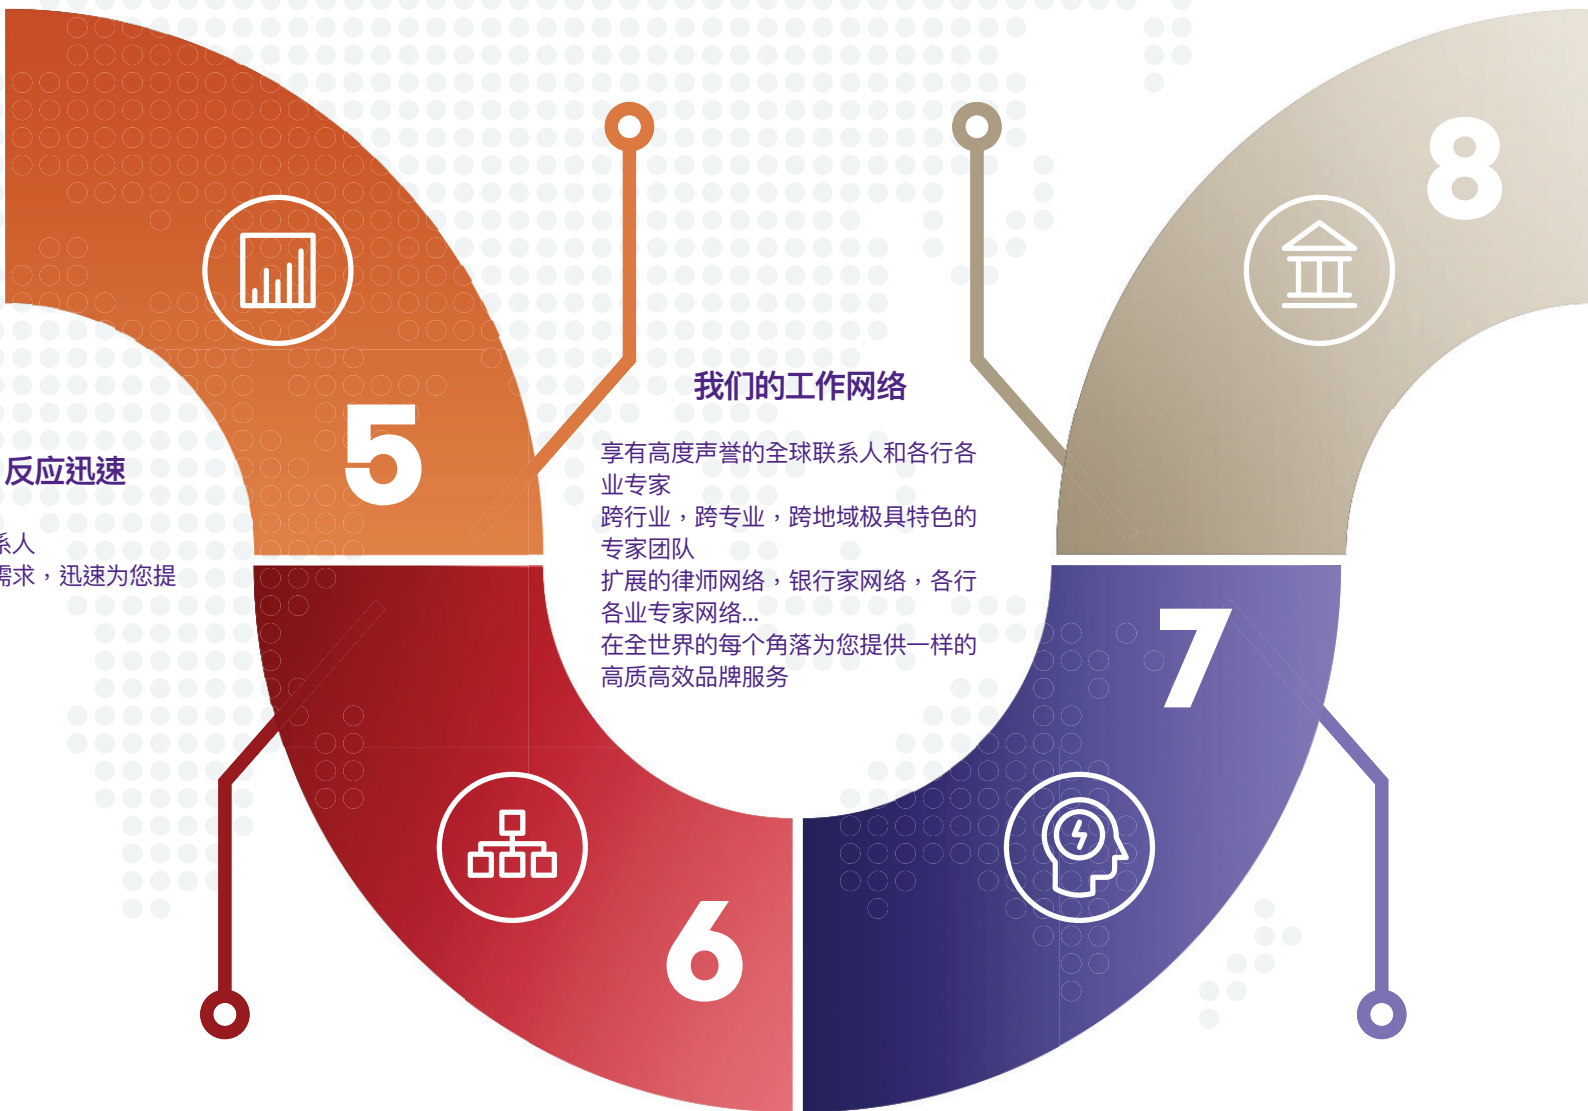 反应迅速
系人
需求，迅速为您提
5
我们的工作网络
享有高度声誉的全球联系人和各行各
业专家
跨行业，跨专业，跨地域极具特色的
专家团队
扩展的律师网络，银行家网络，各行
各业专家网络...
在全世界的每个角落为您提供一样的
高质高效品牌服务
6
7
8